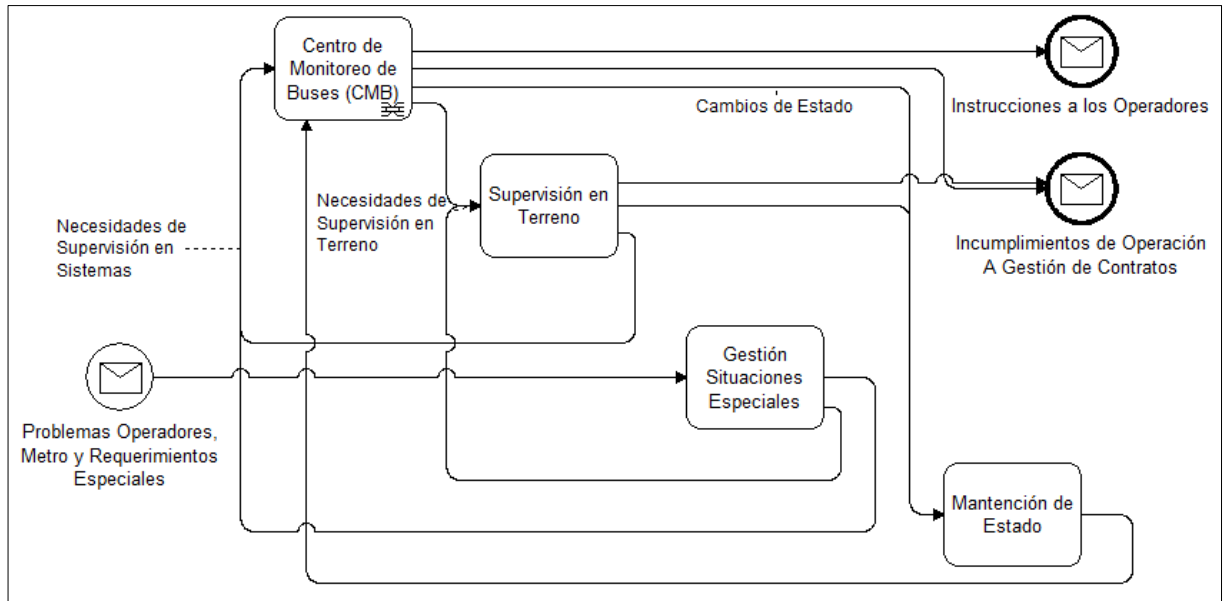 Centro de
Monitoreo de
Buses (CMB)
Instrucciones a los Operadores
Cambios de Estado
Necesidades de
Supervisión en
Terreno
Supervisión en
Terreno
Necesidades de
Supervisión en
Sistemas
Incumplimientos de Operación
A Gestión de Contratos
Gestión
Situaciones
Especiales
Problemas Operadores,
Metro y Requerimientos
Especiales
Mantención de
Estado